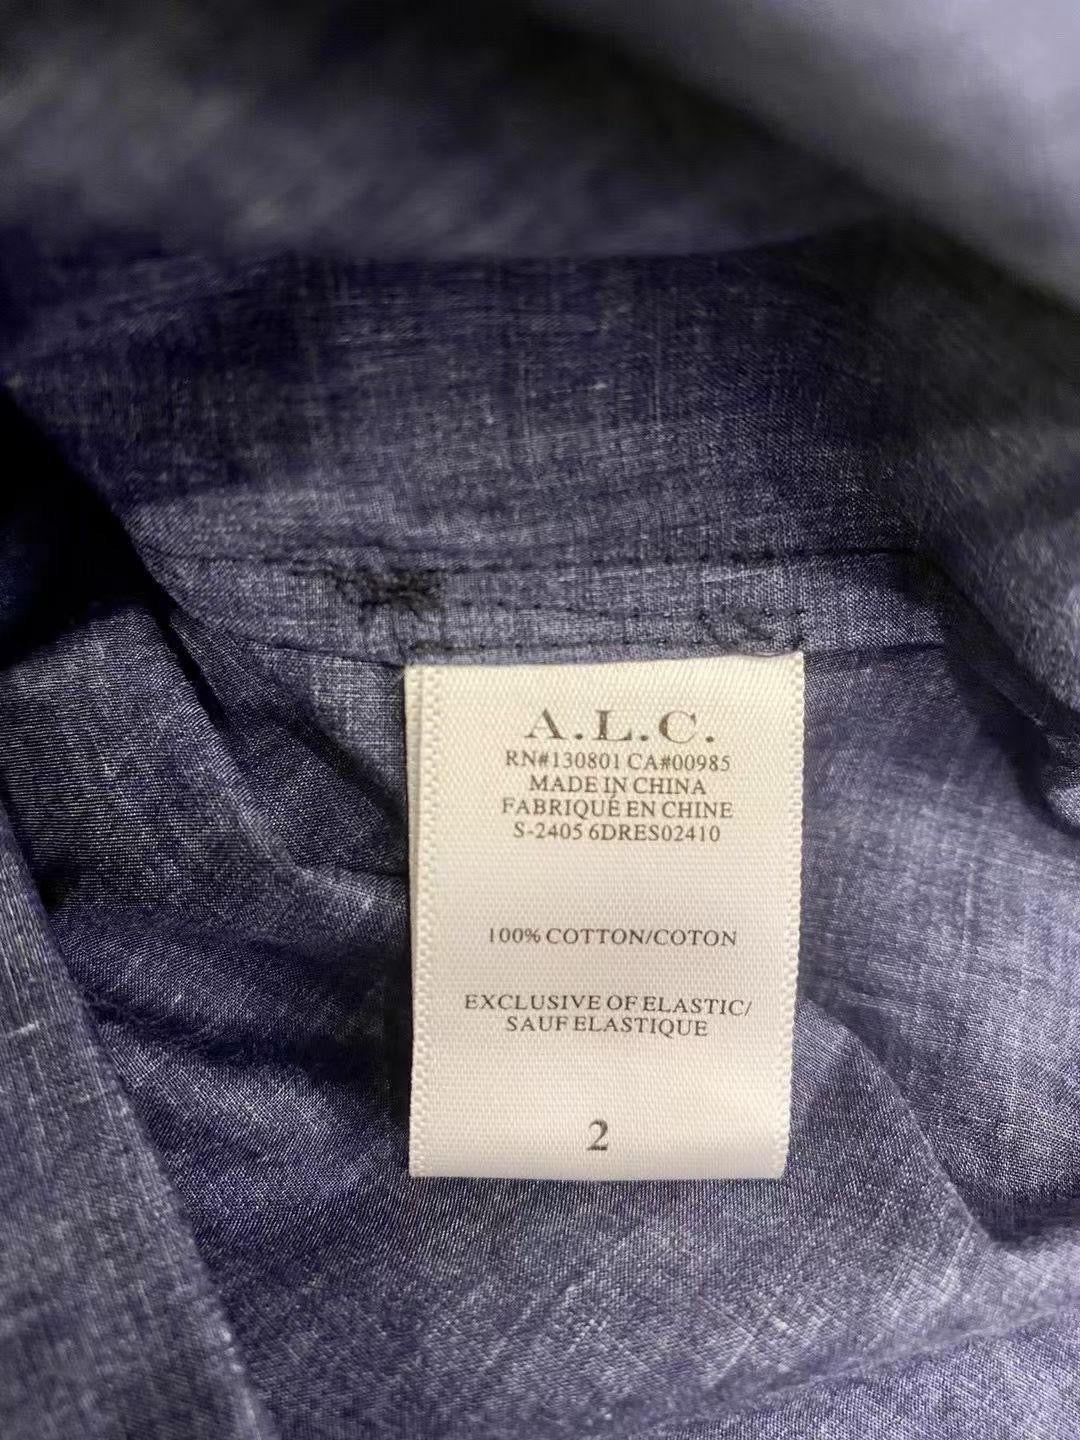 A.L.C.
RN#130801 CA#00985
MADE IN CHINA
FABRIQUÉ EN CHINE
S-2405 6DRES02410
100% COTTON/COTON
EXCLUSIVE OF ELASTIC/
SAUF ELASTIQUE
2